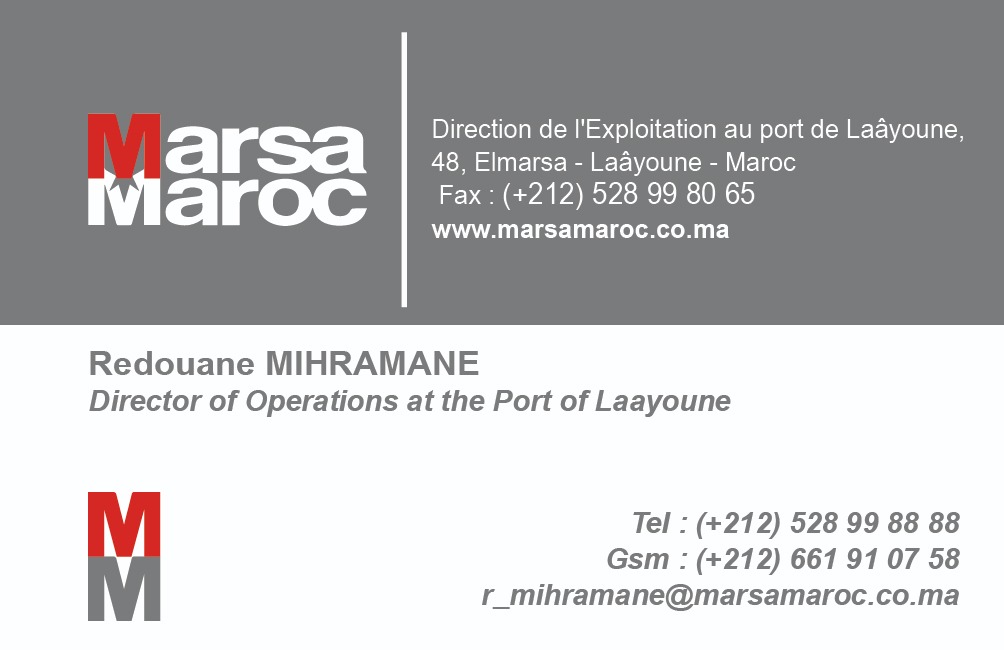 Marsa
Maroc
Direction de l'Exploitation au port de Laâyoune,
48, Elmarsa - Laâyoune - Maroc
Fax : (+212) 528 99 80 65
www.marsamaroc.co.ma
Redouane MIHRAMANE
Director of Operations at the Port of Laayoune
M
M
Tel : (+212) 528 99 88 88
Gsm : (+212) 661 91 07 58
r_mihramane@marsamaroc.co.ma